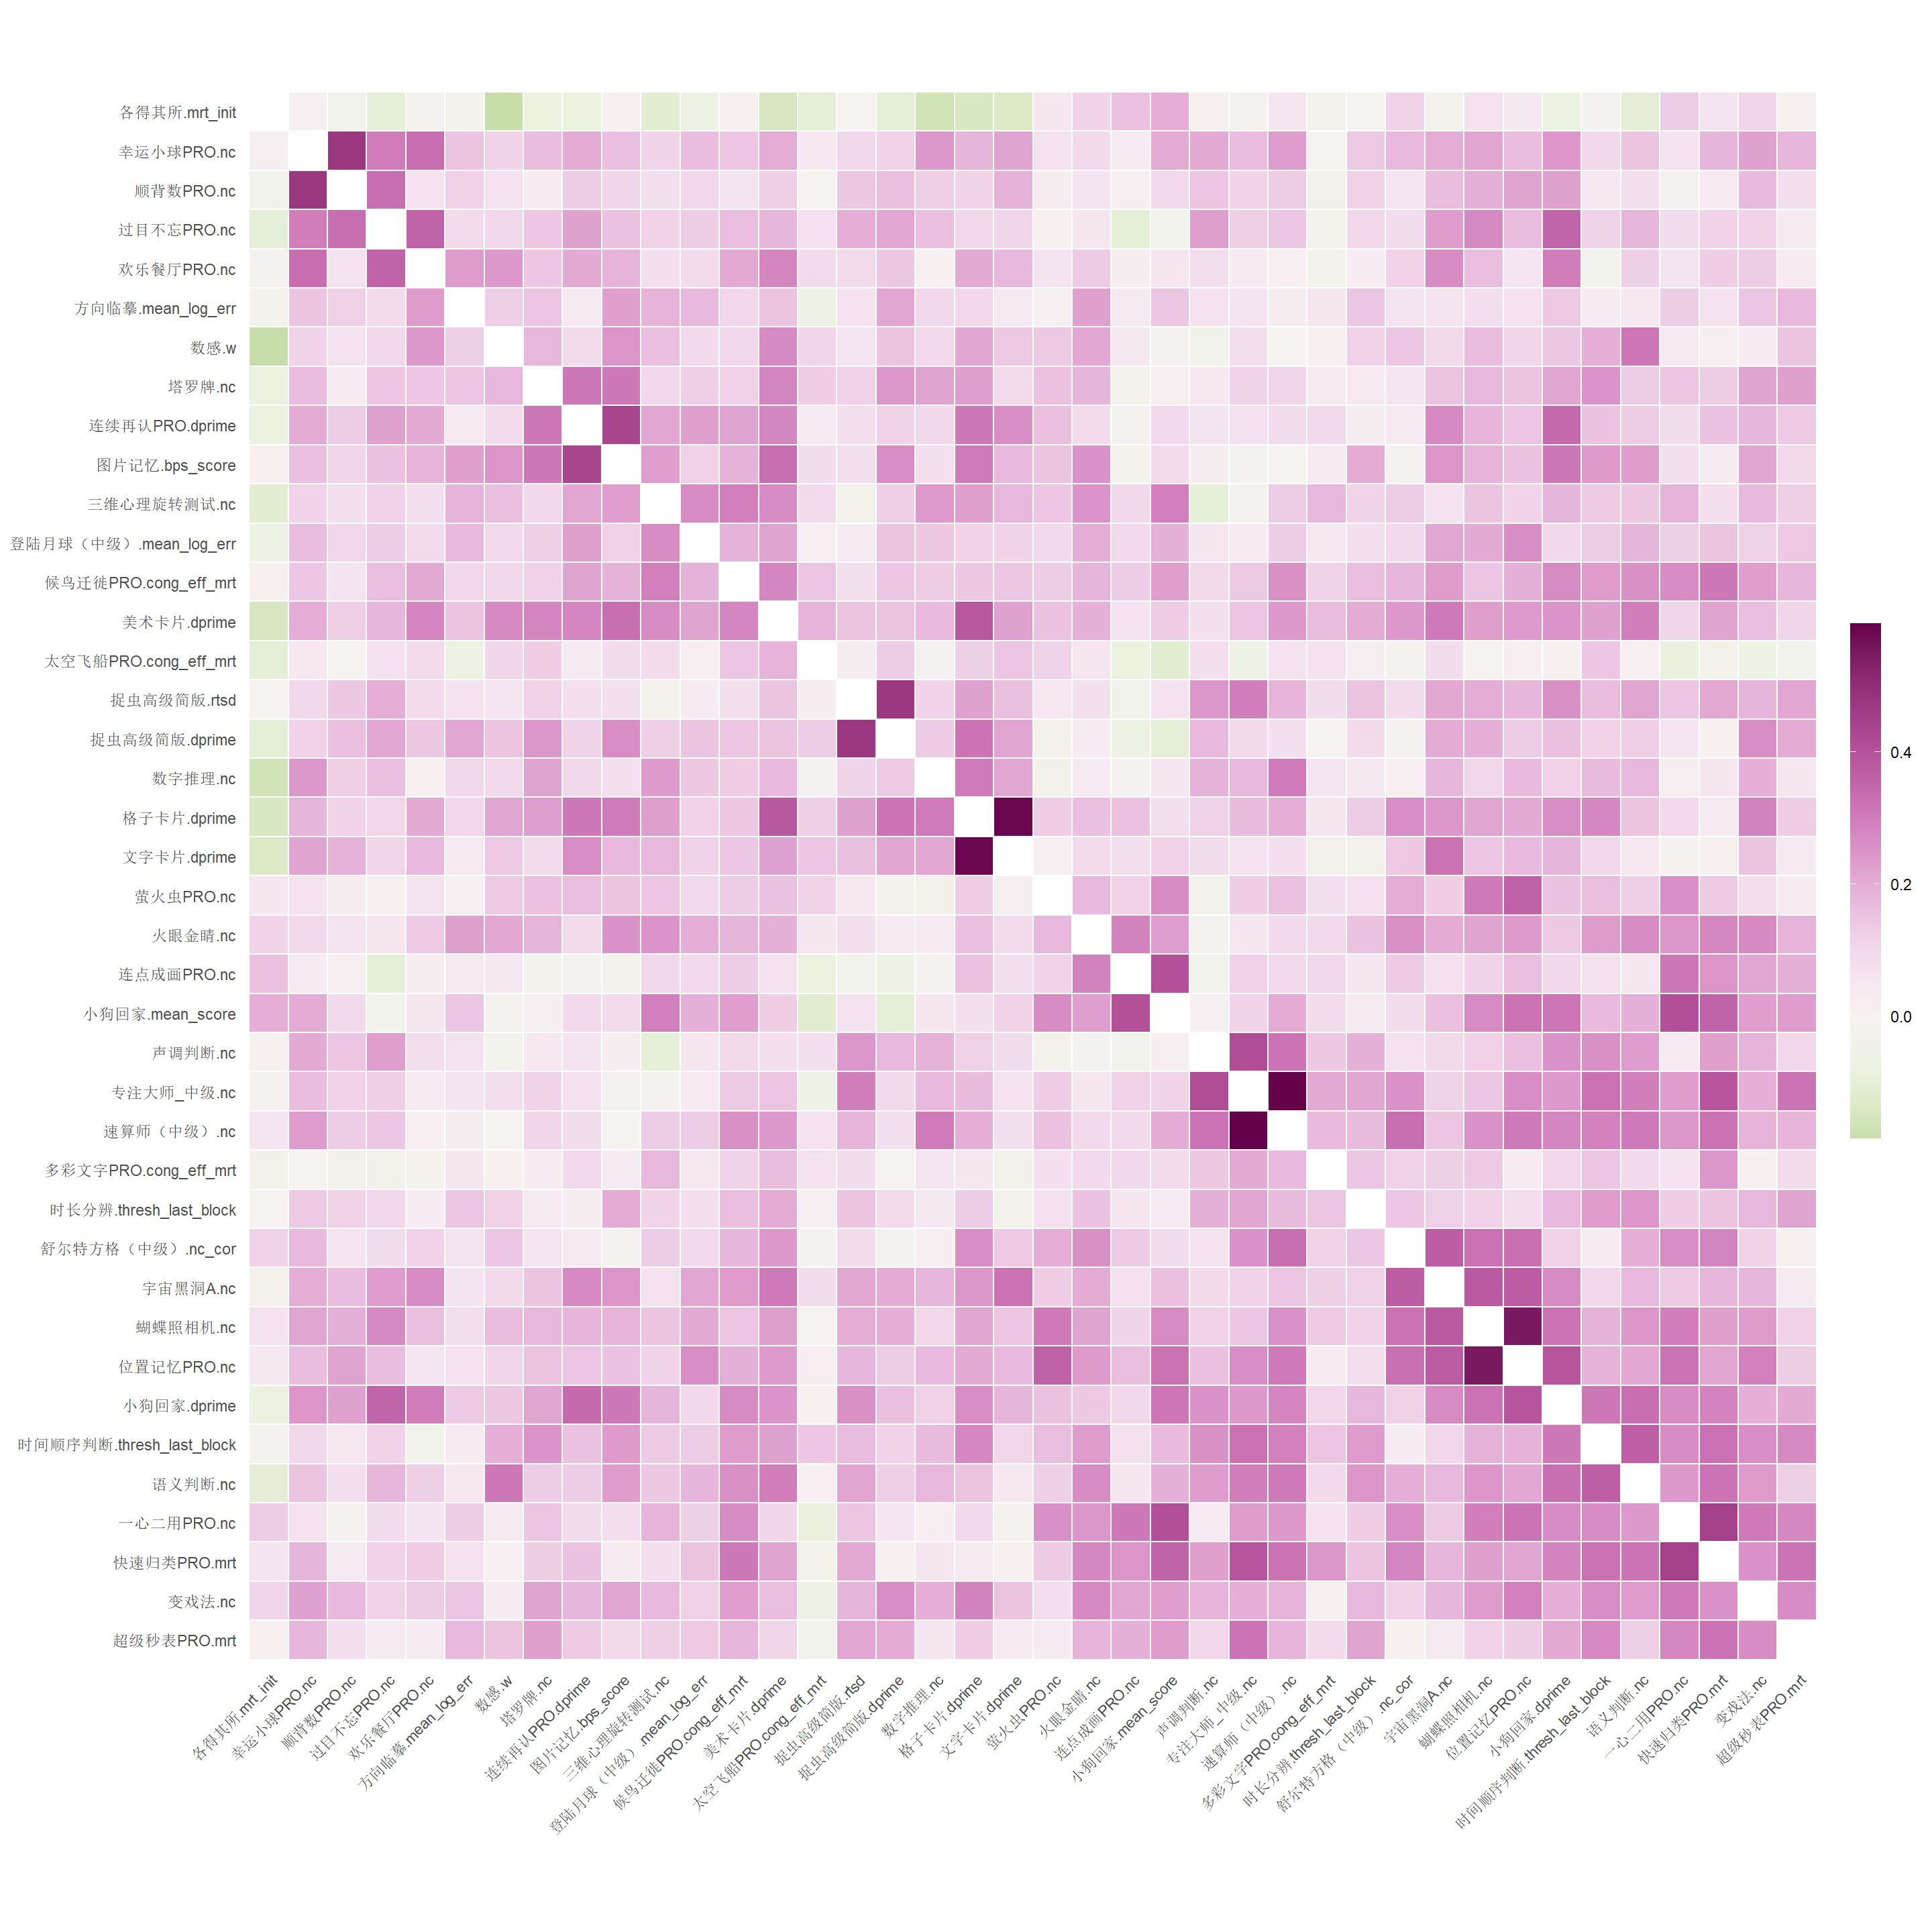 各得其所.mrt_init
幸运小球PRO.nc
顺背数PRO.nc
过目不忘PRO.nc
欢乐餐厅PRO.nc
方向临摹.mean_log_err
数感.w
塔罗牌.nc
连续再认PRO.dprime
图片记忆.bps_score
三维心理旋转测试.nc
登陆月球（中级）.mean_log_err
候鸟迁徙PRO.cong_eff_mrt
美术卡片.dprime
太空飞船PRO.cong_eff_mrt
捉虫高级简版.rtsd
捉虫高级简版.dprime
数字推理.nc
格子卡片.dprime
文字卡片.dprime
萤火虫PRO.nc
火眼金睛.nc
连点成画PRO.nc
小狗回家.mean_score
声调判断.nc
专注大师_中级.nc
速算师（中级）.nc
多彩文字PRO.cong_eff_mrt
时长分辨.thresh_last_block
舒尔特方格（中级）.nc_cor
宇宙黑洞A.nc
蝴蝶照相机.nc
位置记忆PRO.nc
小狗回家.dprime
时间顺序判断.thresh_last_block
语义判断.nc
一心二用PRO.nc
快速归类PRO.mrt
变戏法.nc
超级秒表PRO.mrt
各得其所.mrt_init
幸运小球PRO.nc
顺背数PRO.nc
过目不忘PRO.nc
欢乐餐厅PRO.nc
方向临摹.mean_log_err
数感.w
塔罗牌.nc
连续再认PRO.dprime
图片记忆.bps_score
三维心理旋转测试.nc
登陆月球（中级）.mean_log_err
候鸟迁徙PRO.cong_eff_mrt
美术卡片.dprime
太空飞船PRO.cong_eff_mrt
捉虫高级简版.rtsd
捉虫高级简版.dprime
数字推理.nc
格子卡片.dprime
文字卡片.dprime
萤火虫PRO.nc
火眼金睛.nc
连点成画PRO.nc
小狗回家.mean_score
声调判断.nc
专注大师_中级.nc
速算师（中级）.nc
多彩文字PRO.cong_eff_mrt
时长分辨.thresh_last_block
舒尔特方格（中级）.nc_cor
宇宙黑洞A.nc
蝴蝶照相机.nc
位置记忆PRO.nc
小狗回家.dprime
时间顺序判断.thresh_last_block
语义判断.nc
一心二用PRO.nc
快速归类PRO.mrt
变戏法.nc
超级秒表PRO.mrt
0.4
0.2
0.0